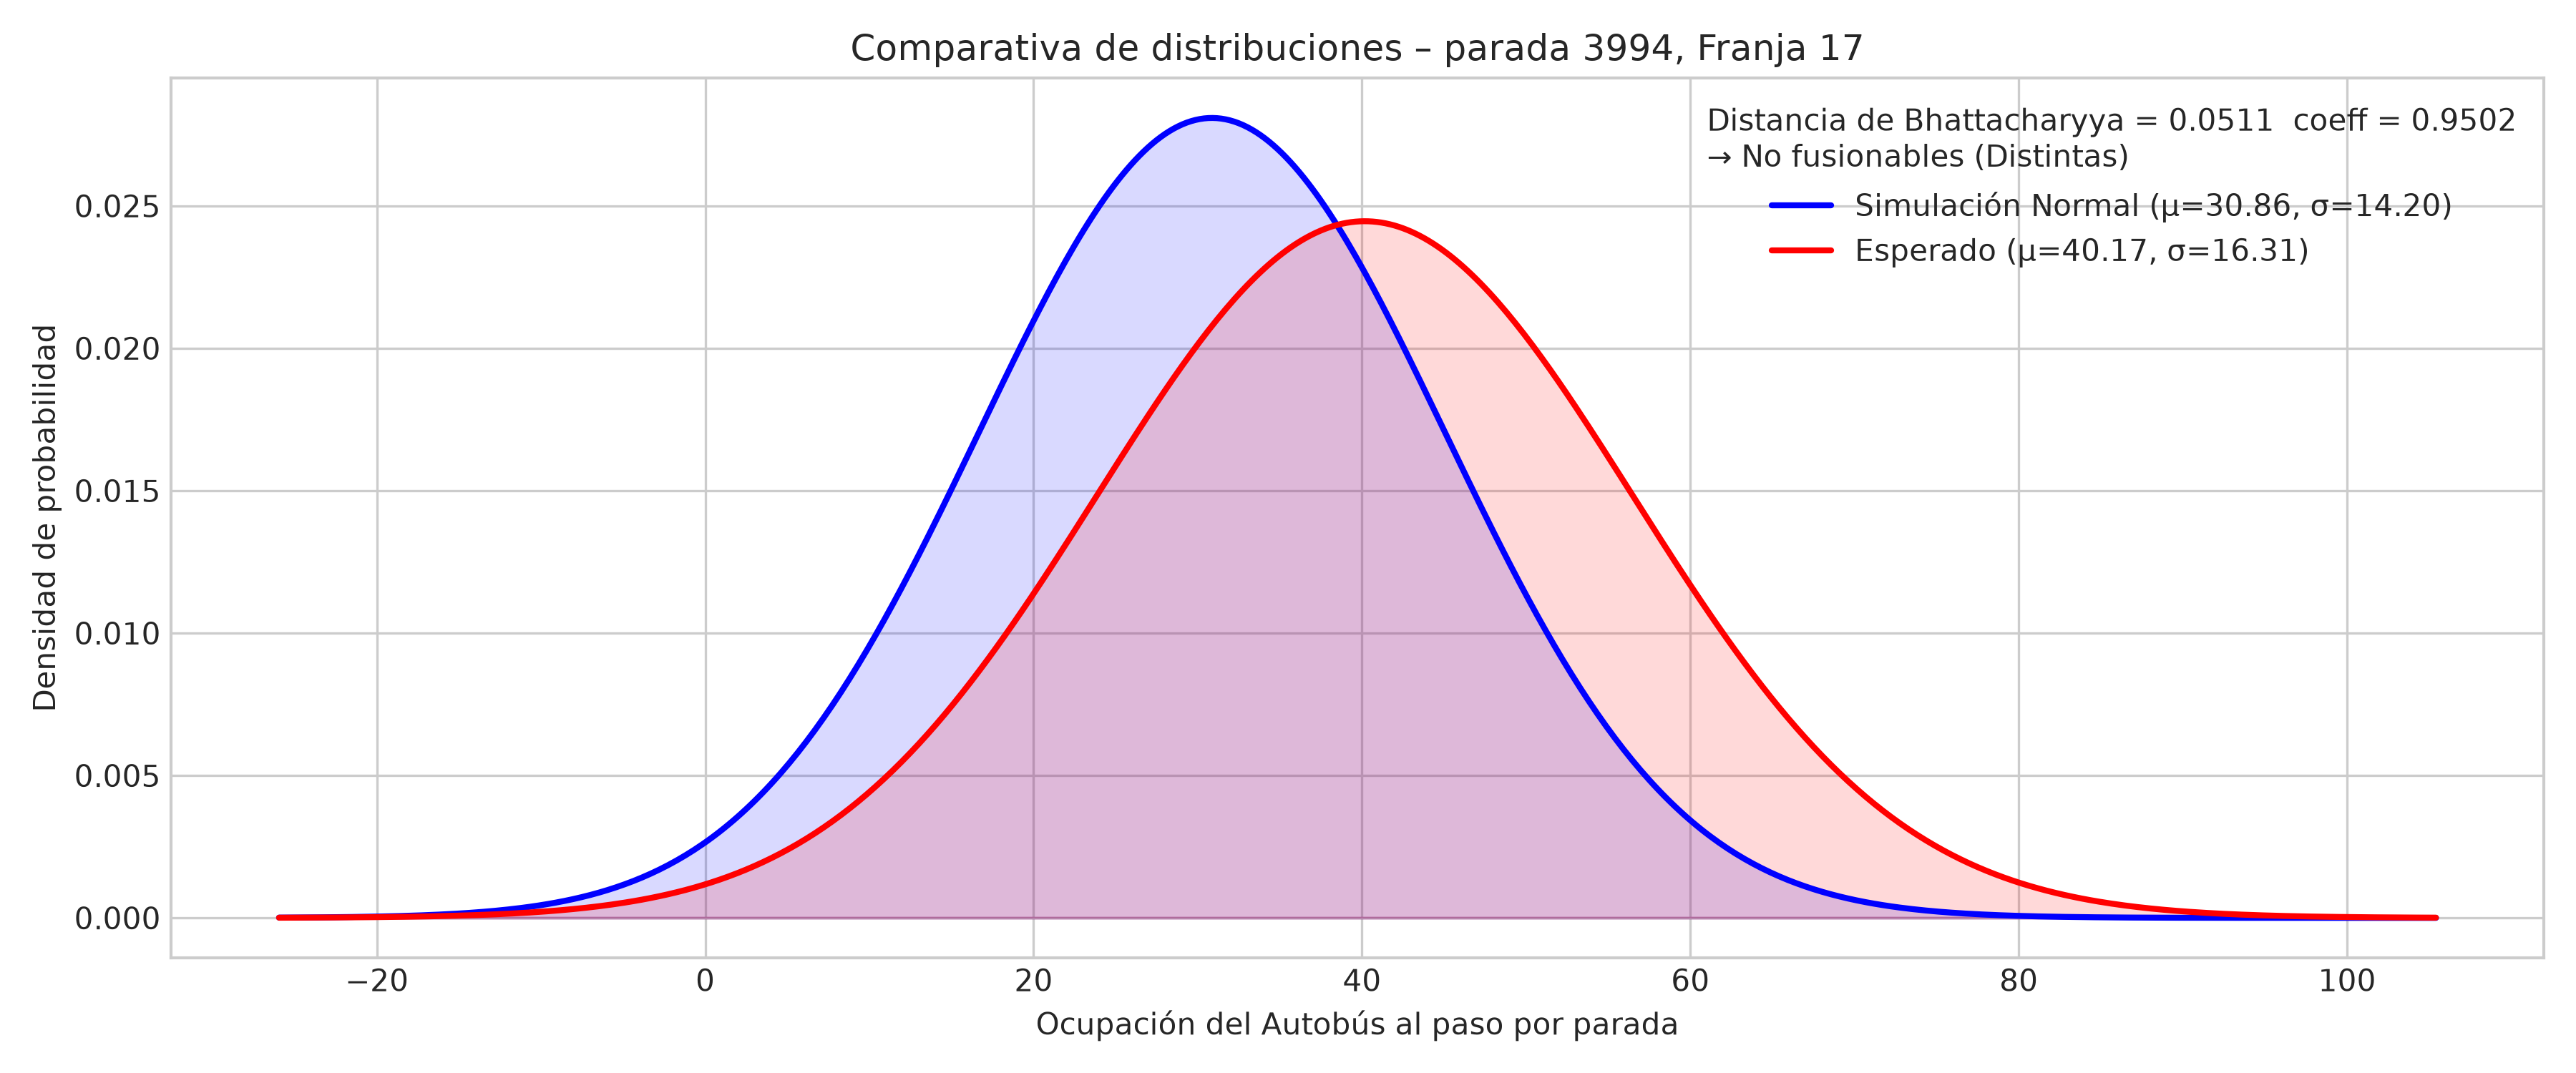 Comparativa de distribuciones – parada 3994, Franja 17
Distancia de Bhattacharyya = 0.0511  coeff = 0.9502
→ No fusionables (Distintas)
Simulación Normal (μ=30.86, σ=14.20)
Esperado (μ=40.17, σ=16.31)
Densidad de probabilidad
0.025
0.020
0.015
0.010
0.005
0.000
−20 0 20 40 60 80 100
Ocupación del Autobús al paso por parada